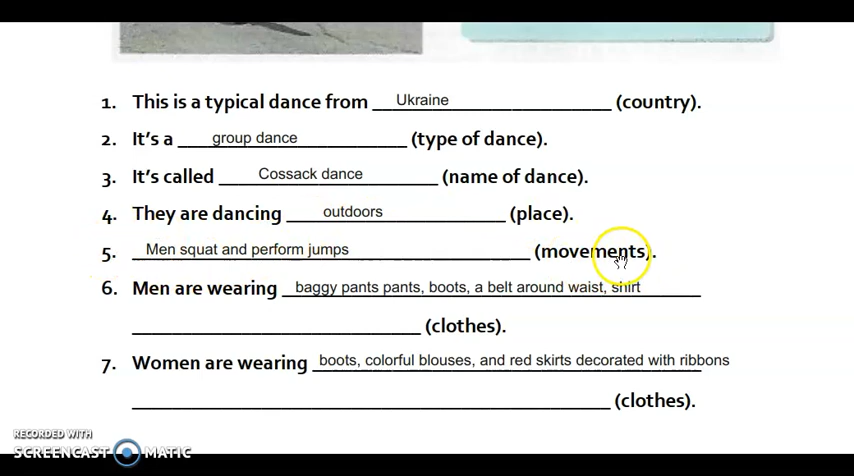 1. This is a typical dance from Ukraine (country).
2. It's a group dance (type of dance).
3. It's called Cossack dance (name of dance).
4. They are dancing outdoors (place).
5. Men squat and perform jumps (movements).
6. Men are wearing baggy pants pants, boots, a belt around waist, shirt
(clothes).
7. Women are wearing boots, colorful blouses, and red skirts decorated with ribbons
(clothes).
RECORDED WITH
SCREENCAST MATIC